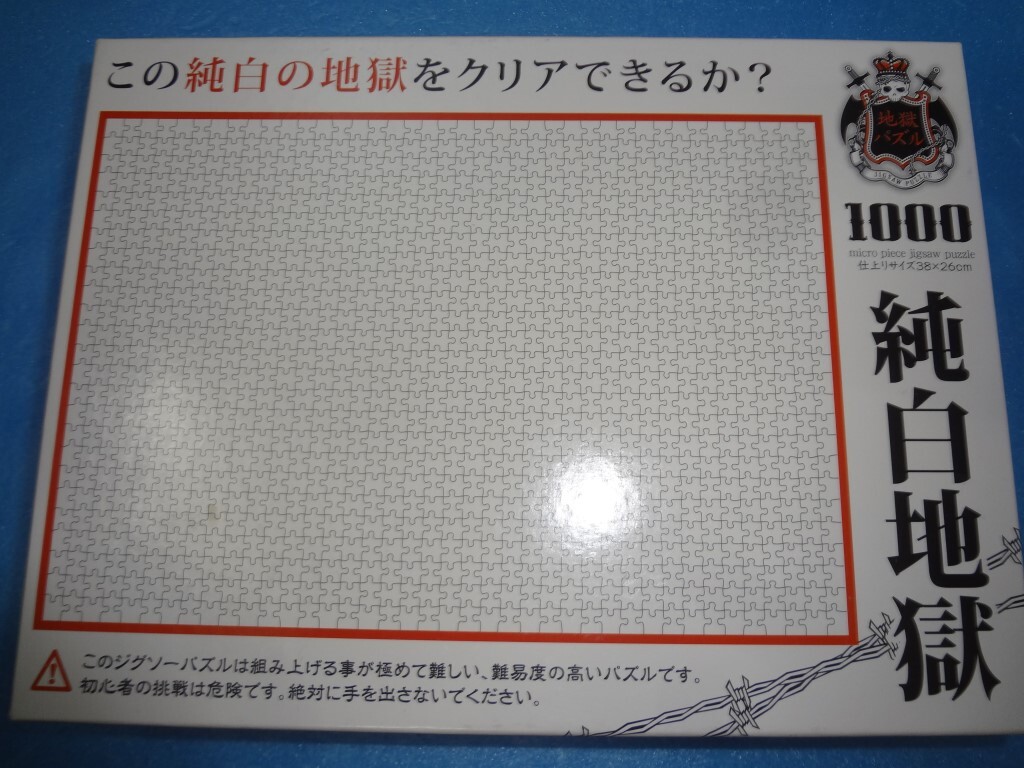 この純白の地獄をクリアできるか？
地獄
パズル
JIGSAW PUZZLE
1000
micro piece jigsaw puzzle
仕上りサイズ38×26cm
純白地獄
このジグソーパズルは組み上げる事が極めて難しい、難易度の高いパズルです。
初心者の挑戦は危険です。絶対に手を出さないでください。